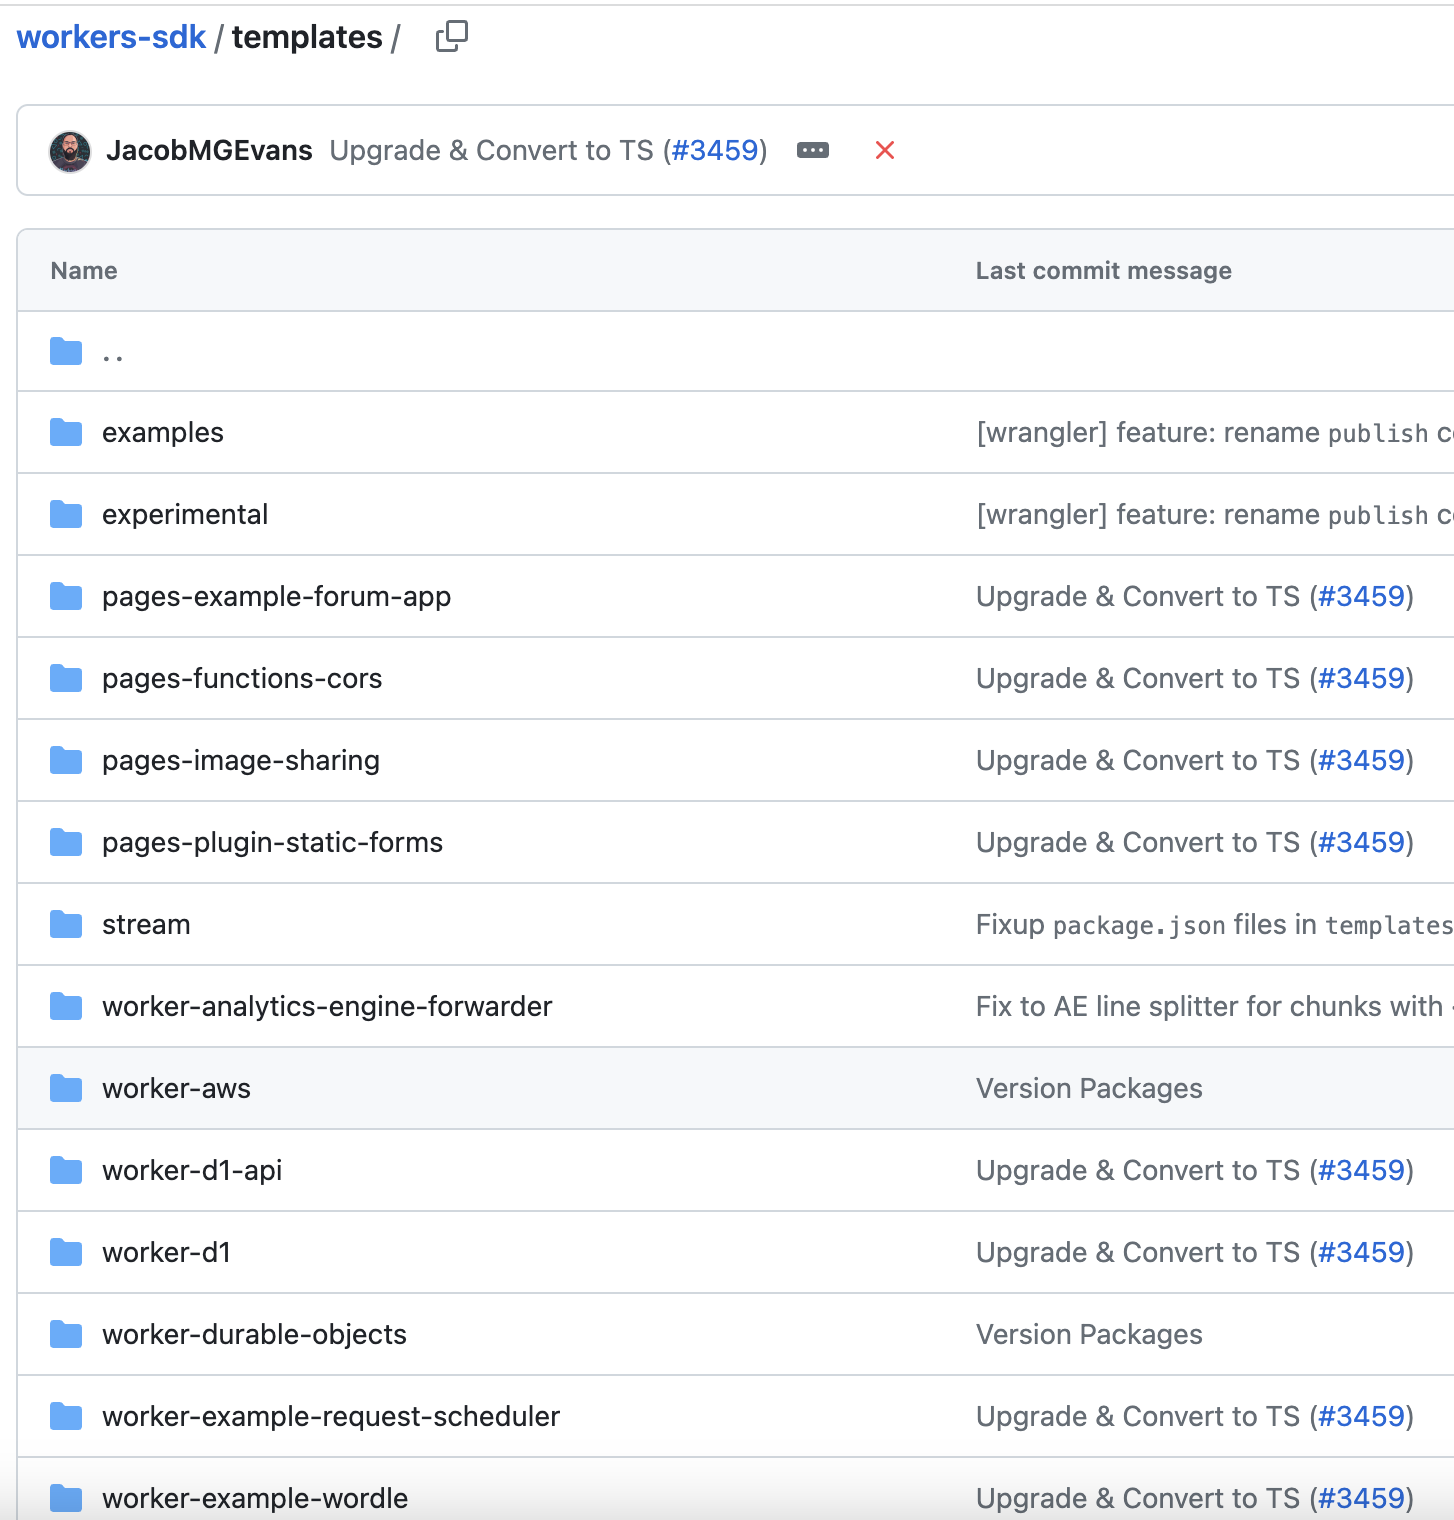 workers-sdk / templates /
JacobMGEvans Upgrade & Convert to TS (#3459)
Name Last commit message
..
examples [wrangler] feature: rename publish
experimental [wrangler] feature: rename publish
pages-example-forum-app Upgrade & Convert to TS (#3459)
pages-functions-cors Upgrade & Convert to TS (#3459)
pages-image-sharing Upgrade & Convert to TS (#3459)
pages-plugin-static-forms Upgrade & Convert to TS (#3459)
stream Fixup package.json files in templates
worker-analytics-engine-forwarder Fix to AE line splitter for chunks with
worker-aws Version Packages
worker-d1-api Upgrade & Convert to TS (#3459)
worker-d1 Upgrade & Convert to TS (#3459)
worker-durable-objects Version Packages
worker-example-request-scheduler Upgrade & Convert to TS (#3459)
worker-example-wordle Upgrade & Convert to TS (#3459)